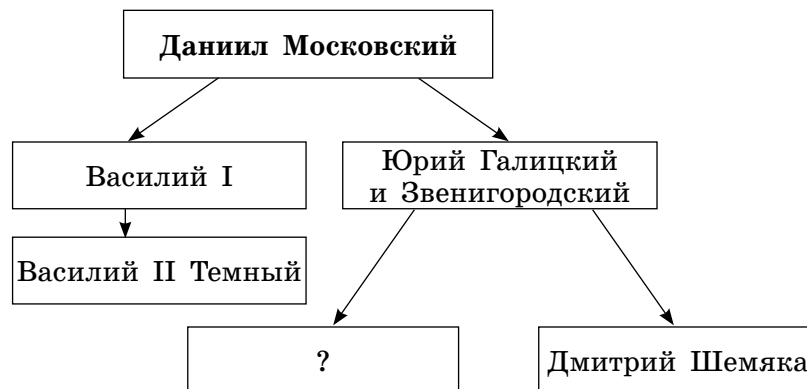 Даниил Московский
Василий I
Юрий Галицкий
и Звенигородский
Василий II Темный
?
Дмитрий Шемяка